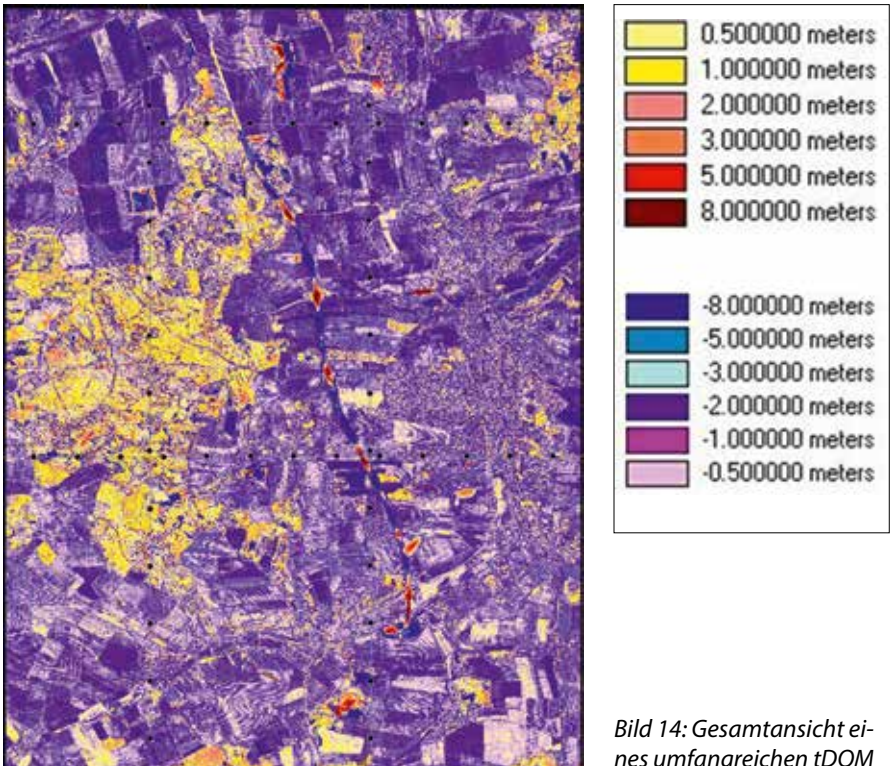 0.500000 meters
1.000000 meters
2.000000 meters
3.000000 meters
5.000000 meters
8.000000 meters
-8.000000 meters
-5.000000 meters
-3.000000 meters
-2.000000 meters
-1.000000 meters
-0.500000 meters
Bild 14: Gesamtansicht ei-
nes umfangreichen tDOM